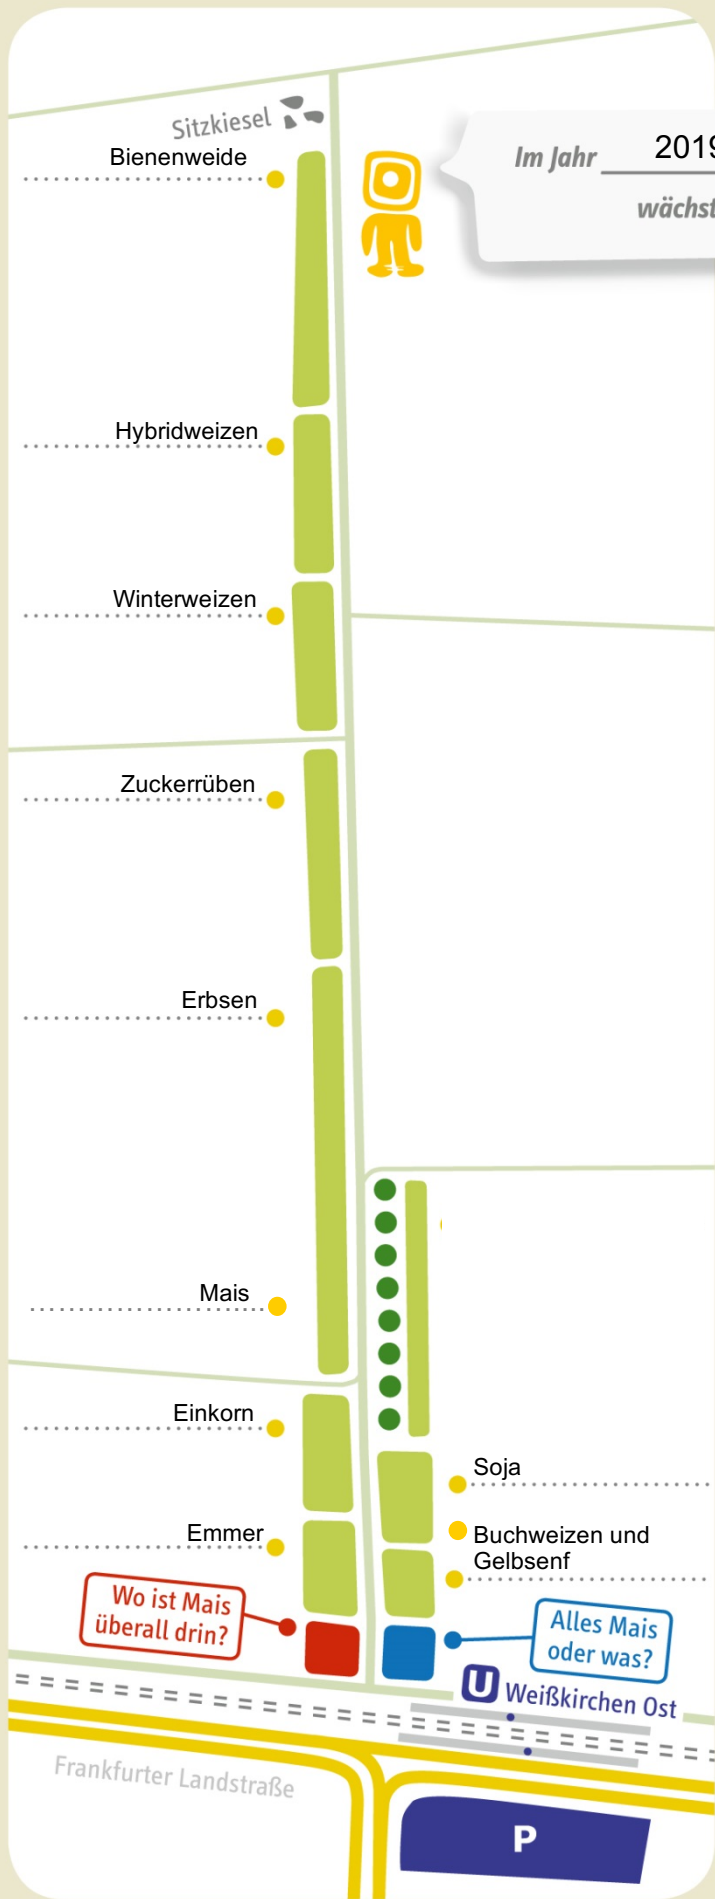 Sitzkiesel
Bienenweide
Im Jahr 2019
wächst
Hybridweizen
Winterweizen
Zuckerrüben
Erbsen
Mais
Einkorn
Soja
Emmer
Buchweizen und
Gelbsenf
Wo ist Mais
überall drin?
Alles Mais
oder was?
U Weißkirchen Ost
Frankfurter Landstraße
P